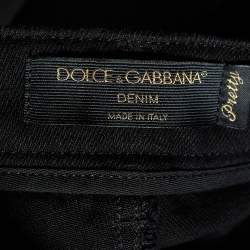 DOLCE & GABBANA®
DENIM
MADE IN ITALY
Pretty